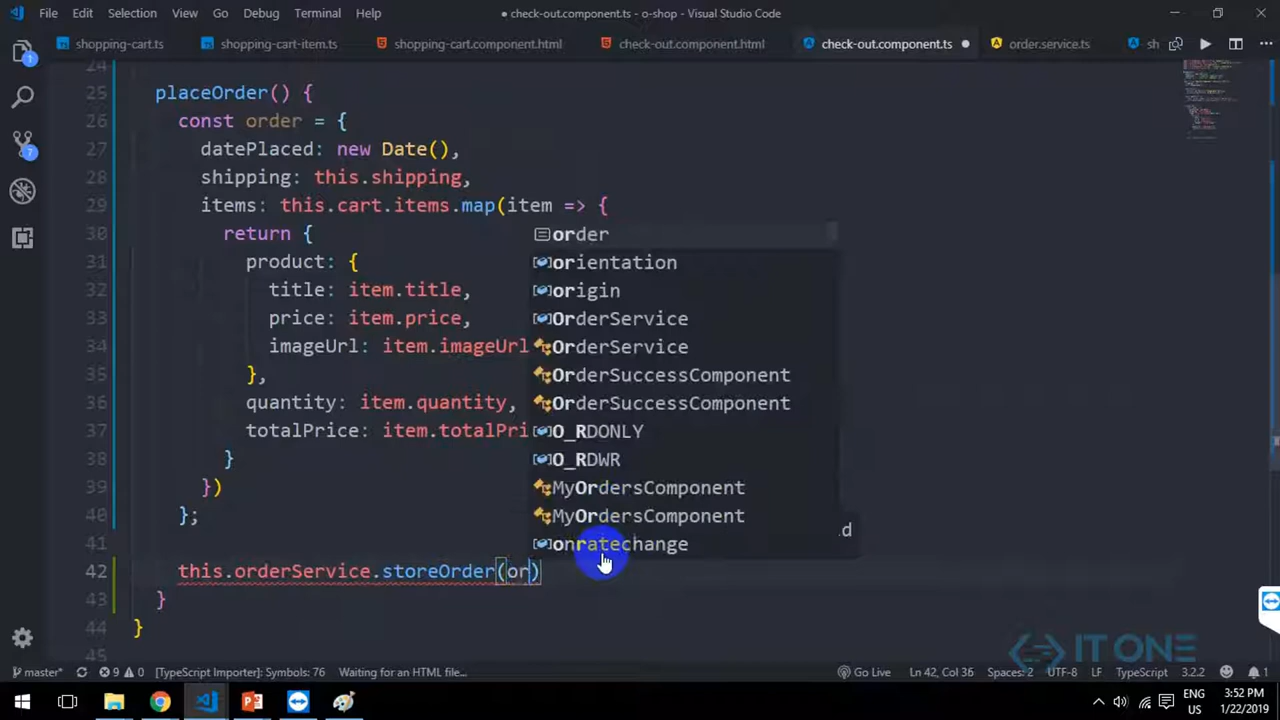 File Edit Selection View Go Debug Terminal Help
● check-out.component.ts - o-shop - Visual Studio Code
shopping-cart.ts shopping-cart-item.ts shopping-cart.component.html check-out.component.html check-out.component.ts ● order.service.ts sh
1
7
24
25 placeOrder() {
26 const order = {
27 datePlaced: new Date(),
28 shipping: this.shipping,
29 items: this.cart.items.map(item => {
30 return {
31 product: {
32 title: item.title,
33 price: item.price,
34 imageUrl: item.imageUrl
35 },
36 quantity: item.quantity,
37 totalPrice: item.totalPri
38 }
39 })
40 };
41
42 this.orderService.storeOrder(or)
43 }
44 }
45
order
orientation
origin
OrderService
OrderService
OrderSuccessComponent
OrderSuccessComponent
O_RDONLY
O_RDWR
MyOrdersComponent
MyOrdersComponent
onratechange
d
IT ONE
master* 9 0 [TypeScript Importer]: Symbols: 76 Waiting for an HTML file... Go Live Ln 42, Col 36 Spaces: 2 UTF-8 LF TypeScript 3.2.2 1
ENG
US
3:52 PM
1/22/2019